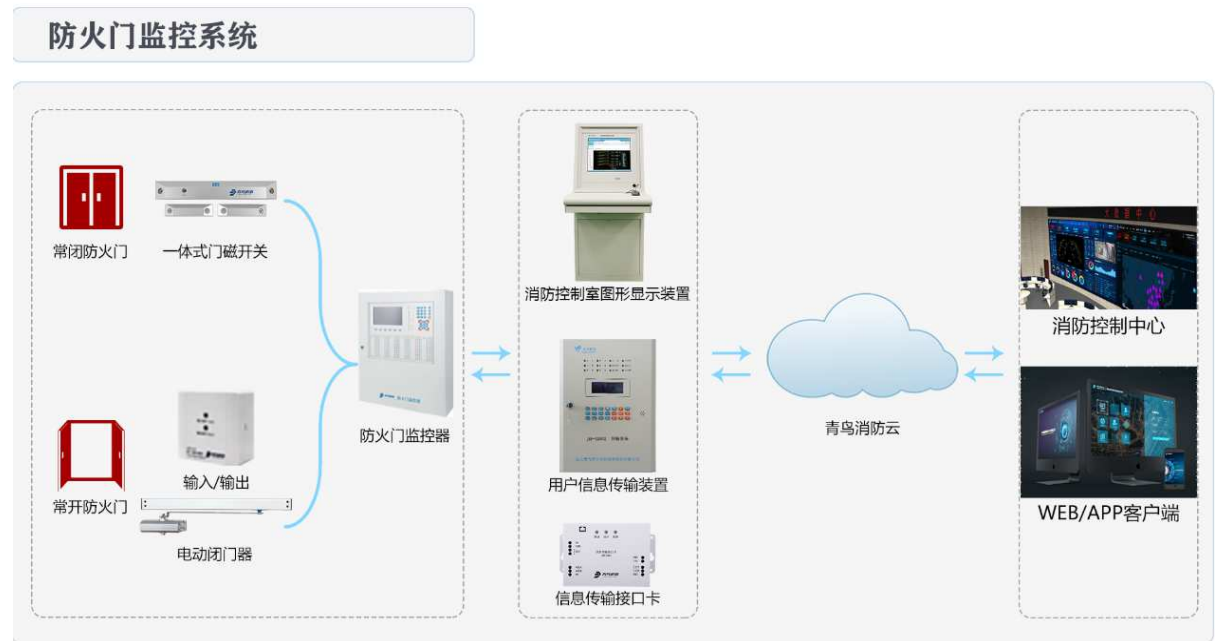 防火门监控系统
常闭防火门
一体式门磁开关
输入/输出
常开防火门
电动闭门器
防火门监控器
消防控制室图形显示装置
用户信息传输装置
信息传输接口卡
青鸟消防云
消防控制中心
WEB/APP客户端